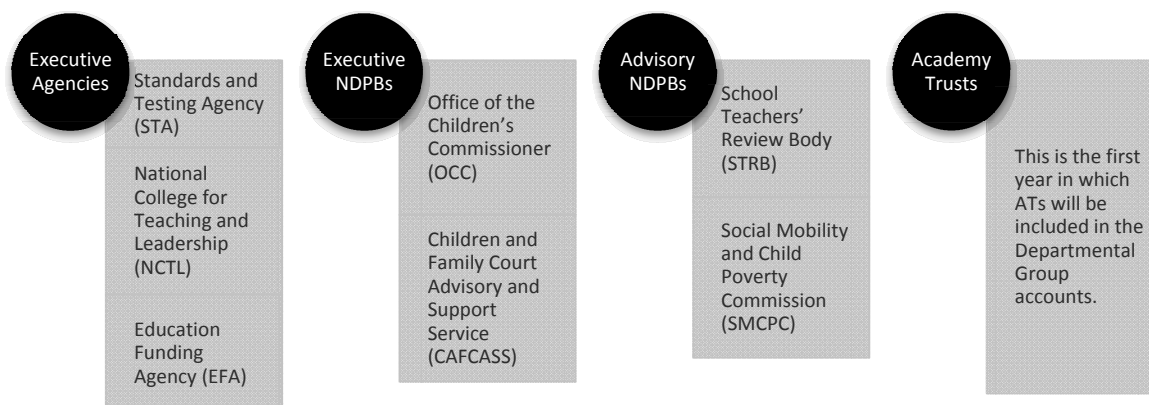 Executive
Agencies
Standards and
Testing Agency
(STA)
National
College for
Teaching and
Leadership
(NCTL)
Education
Funding
Agency (EFA)
Executive
NDPBs
Office of the
Children’s
Commissioner
(OCC)
Children and
Family Court
Advisory and
Support
Service
(CAFCASS)
Advisory
NDPBs
School
Teachers’
Review Body
(STRB)
Social Mobility
and Child
Poverty
Commission
(SMCPC)
Academy
Trusts
This is the first
year in which
ATs will be
included in the
Departmental
Group
accounts.